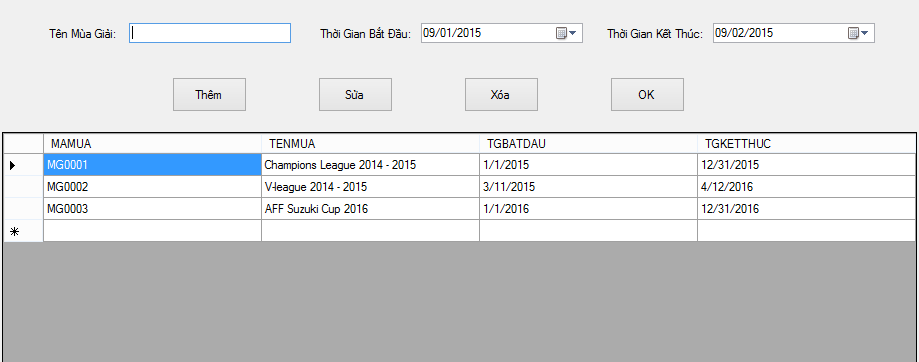 Tên Mùa Giải: Thời Gian Bắt Đầu: 09/01/2015 Thời Gian Kết Thúc: 09/02/2015
Thêm Sửa Xóa OK
MAMUA TENMUA TGBATDAU TGKETTHUC
MG0001 Champions League 2014 - 2015 1/1/2015 12/31/2015
MG0002 V-league 2014 - 2015 3/11/2015 4/12/2016
MG0003 AFF Suzuki Cup 2016 1/1/2016 12/31/2016